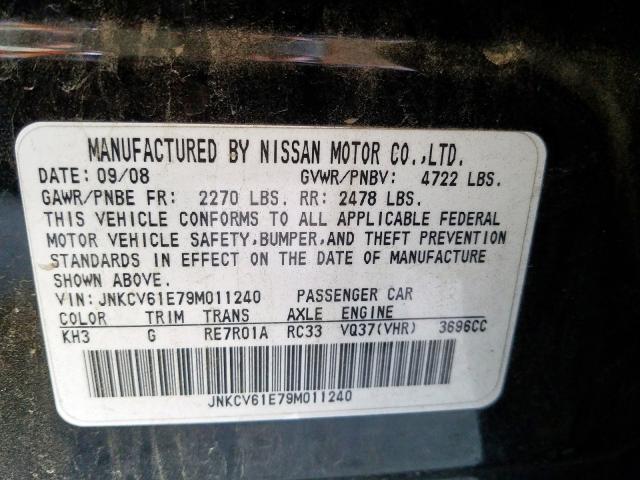 MANUFACTURED BY NISSAN MOTOR CO.,LTD.
DATE: 09/08 GVWR/PNBV: 4722 LBS.
GAWR/PNBE FR: 2270 LBS. RR: 2478 LBS.
THIS VEHICLE CONFORMS TO ALL APPLICABLE FEDERAL
MOTOR VEHICLE SAFETY,BUMPER,AND THEFT PREVENTION
STANDARDS IN EFFECT ON THE DATE OF MANUFACTURE
SHOWN ABOVE.
VIN: JNKCV61E79M011240 PASSENGER CAR
COLOR TRIM TRANS AXLE ENGINE
KH3 G RE7R01A RC33 VQ37(VHR) 3696CC
JNKCV61E79M011240